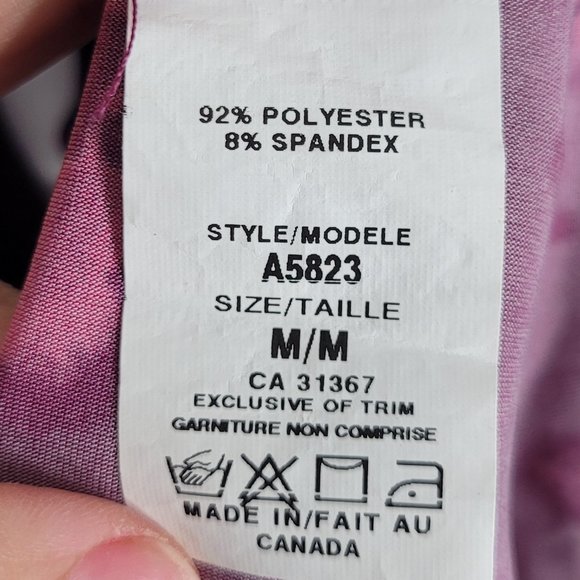 92% POLYESTER
8% SPANDEX
STYLE/MODELE
A5823
SIZE/TAILLE
M/M
CA 31367
EXCLUSIVE OF TRIM
GARNITURE NON COMPRISE
MADE IN/FAIT AU
CANADA